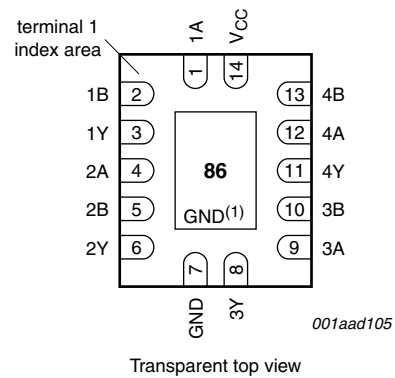 terminal 1
index area
1A
VCC
1
14
1B 2
13 4B
1Y 3
12 4A
2A 4
86
11 4Y
2B 5
GND(1)
10 3B
2Y 6
9 3A
7
8
GND
3Y
001aad105
Transparent top view